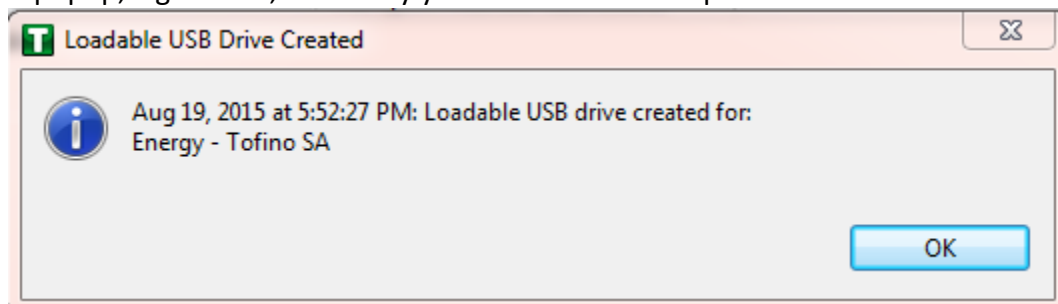 Loadable USB Drive Created
Aug 19, 2015 at 5:52:27 PM: Loadable USB drive created for:
Energy - Tofino SA
OK